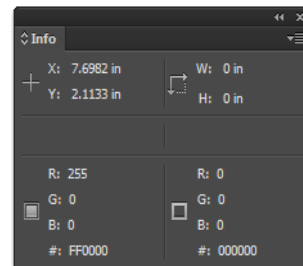 Info
X: 7.6982 in
Y: 2.1133 in
W: 0 in
H: 0 in
R: 255
G: 0
B: 0
#: FF0000
R: 0
G: 0
B: 0
#: 000000